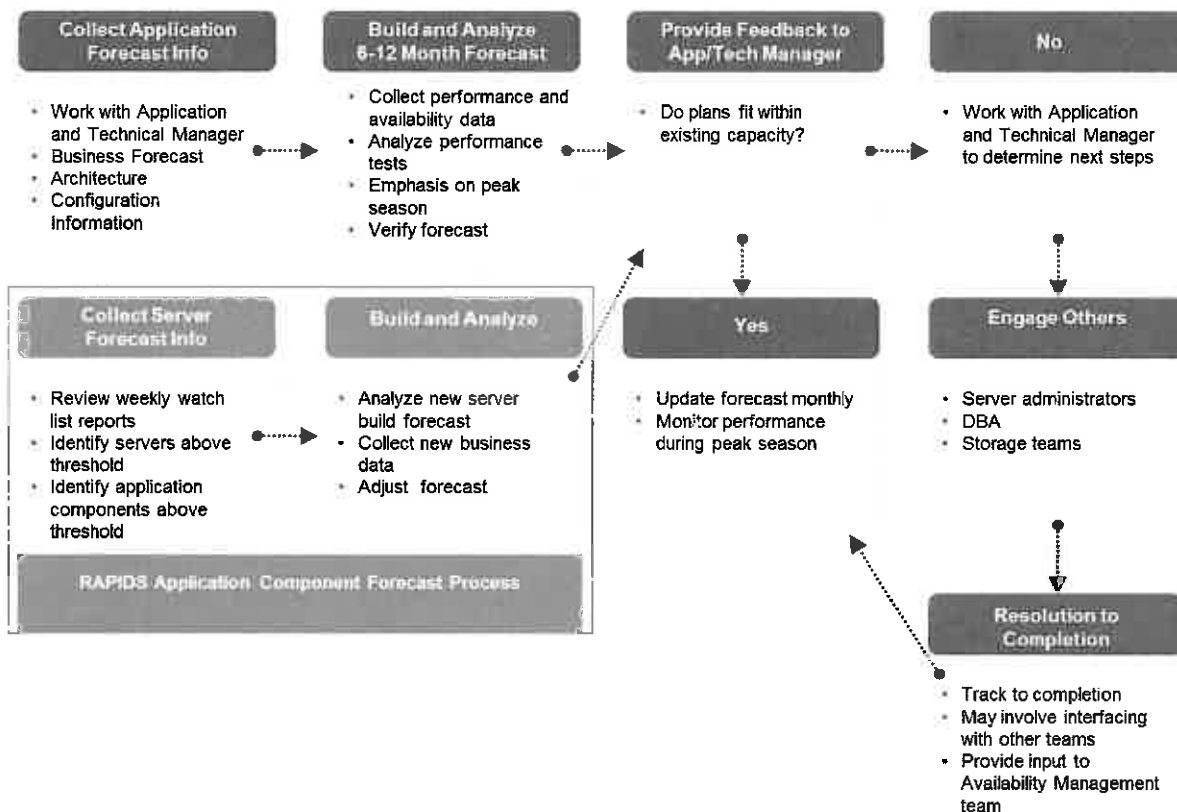 Collect Application
Forecast Info
• Work with Application
and Technical Manager
• Business Forecast
• Architecture
• Configuration
Information
Build and Analyze
6-12 Month Forecast
• Collect performance and
availability data
• Analyze performance
tests
• Emphasis on peak
season
• Verify forecast
Provide Feedback to
App/Tech Manager
• Do plans fit within
existing capacity?
No
• Work with Application
and Technical Manager
to determine next steps
Collect Server
Forecast Info
• Review weekly watch
list reports
• Identify servers above
threshold
• Identify application
components above
threshold
Build and Analyze
• Analyze new server
build forecast
• Collect new business
data
• Adjust forecast
RAPIDS Application Component Forecast Process
Yes
• Update forecast monthly
• Monitor performance
during peak season
Engage Others
• Server administrators
• DBA
• Storage teams
Resolution to
Completion
• Track to completion
• May involve interfacing
with other teams
• Provide input to
Availability Management
team